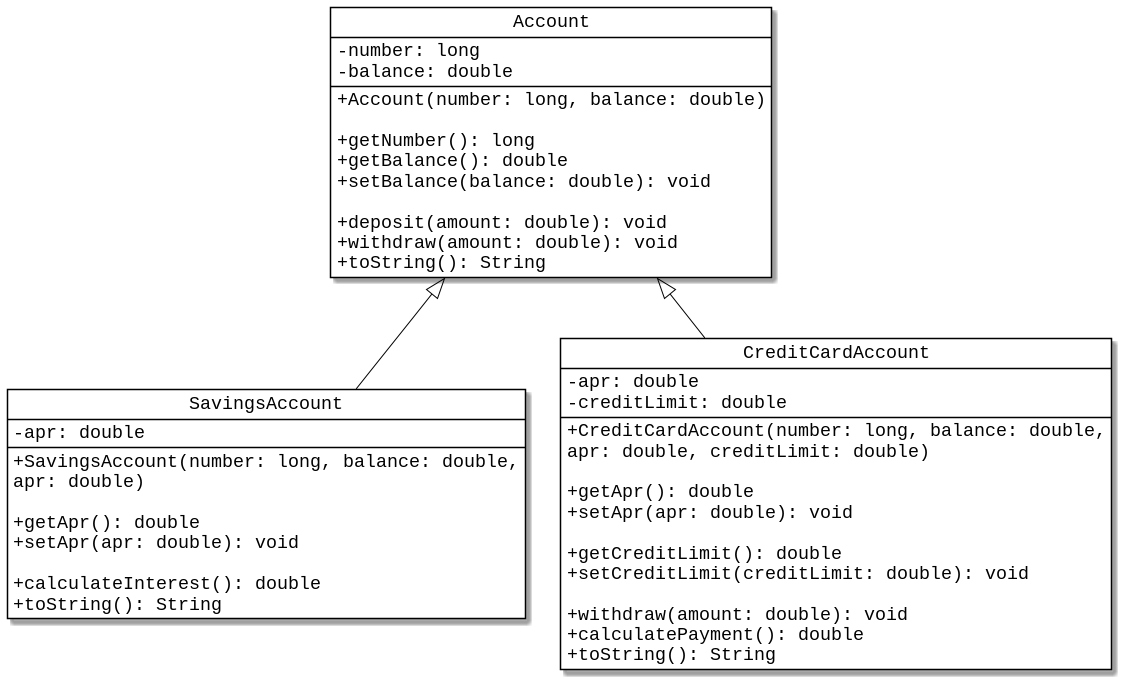 Account
-number: long
-balance: double
+Account(number: long, balance: double)
+getNumber(): long
+getBalance(): double
+setBalance(balance: double): void
+deposit(amount: double): void
+withdraw(amount: double): void
+toString(): String
SavingsAccount
-apr: double
+SavingsAccount(number: long, balance: double,
apr: double)
+getApr(): double
+setApr(apr: double): void
+calculateInterest(): double
+toString(): String
CreditCardAccount
-apr: double
-creditLimit: double
+CreditCardAccount(number: long, balance: double,
apr: double, creditLimit: double)
+getApr(): double
+setApr(apr: double): void
+getCreditLimit(): double
+setCreditLimit(creditLimit: double): void
+withdraw(amount: double): void
+calculatePayment(): double
+toString(): String